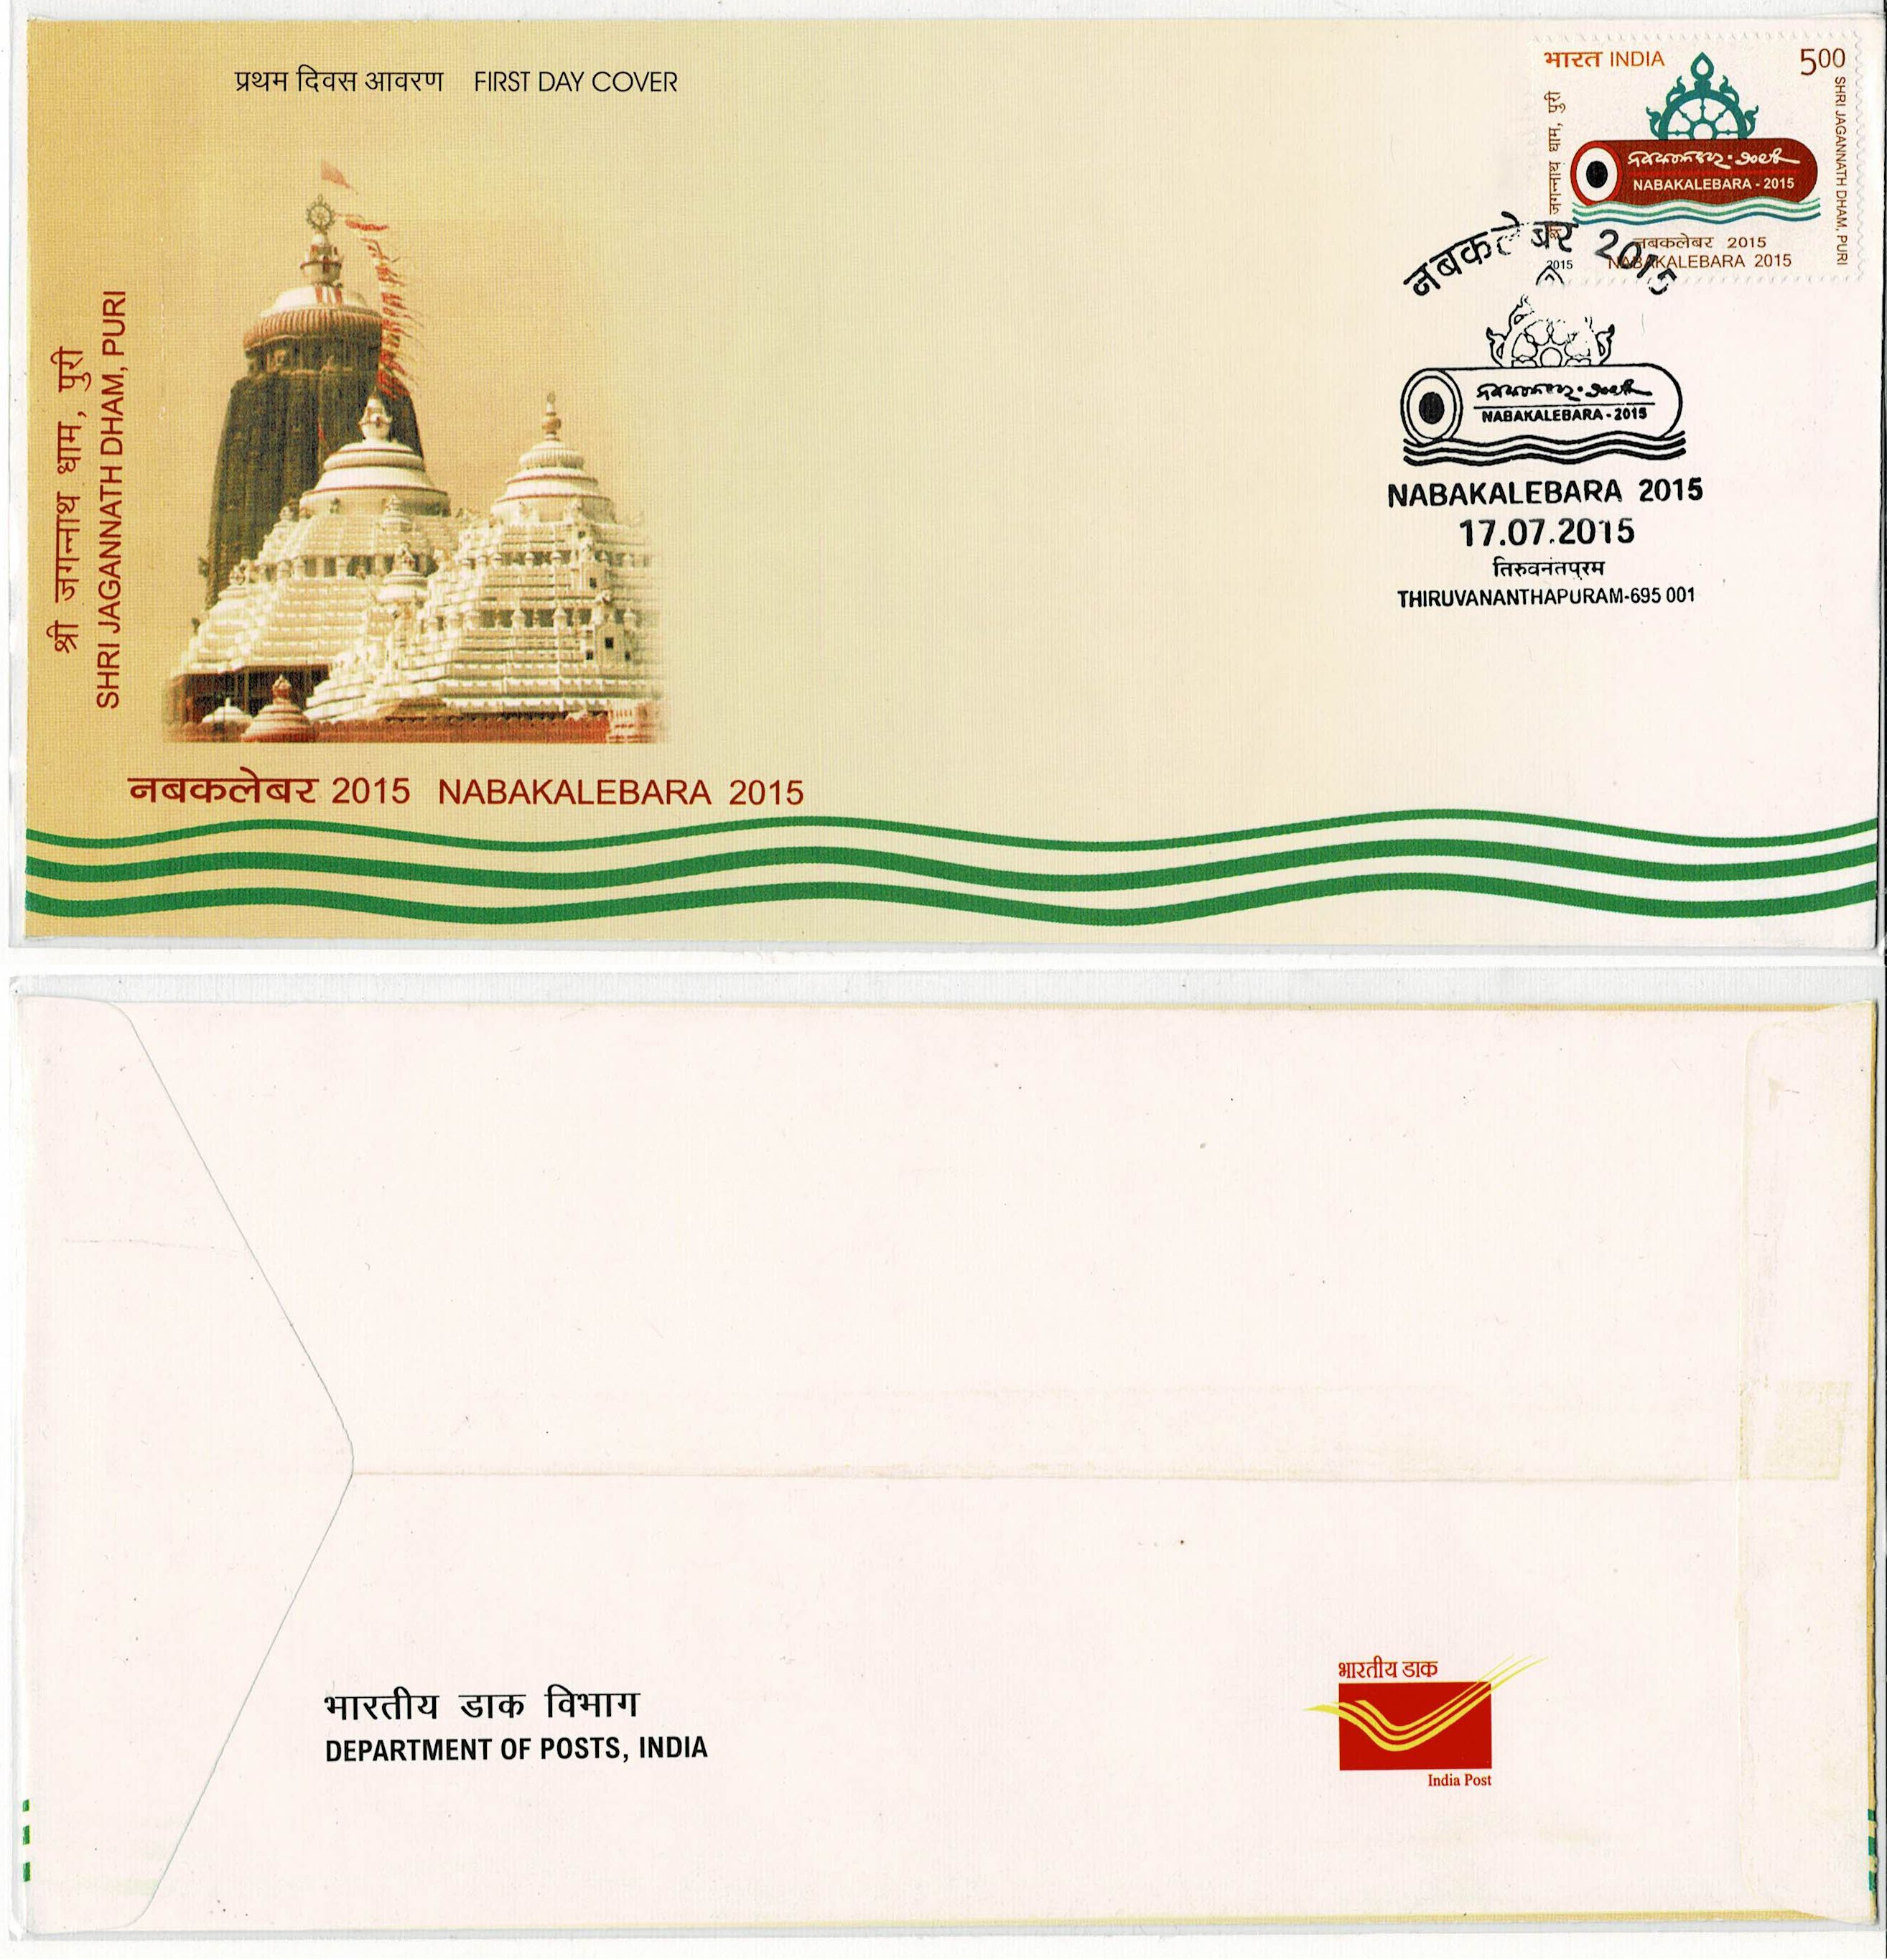 प्रथम दिवस आवरण FIRST DAY COVER
भारत INDIA 500
श्री जगन्नाथ धाम, पुरी
SHRI JAGANNATH DHAM, PURI
NABAKALEBARA - 2015
नबकलेबर 2015
2015 NABAKALEBARA 2015
नबकलेबर 2015
NABAKALEBARA - 2015
NABAKALEBARA 2015
17.07.2015
तिरुवनंतपुरम
THIRUVANANTHAPURAM-695 001
श्री जगन्नाथ धाम, पुरी
SHRI JAGANNATH DHAM, PURI
नबकलेबर 2015 NABAKALEBARA 2015
भारतीय डाक विभाग
DEPARTMENT OF POSTS, INDIA
भारतीय डाक
India Post